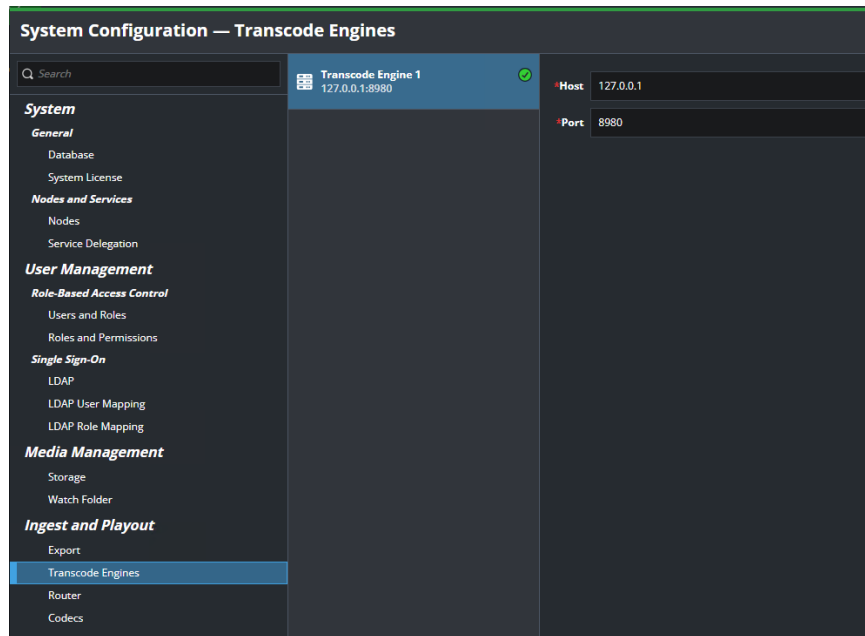 System Configuration — Transcode Engines
Search
System
General
Database
System License
Nodes and Services
Nodes
Service Delegation
User Management
Role-Based Access Control
Users and Roles
Roles and Permissions
Single Sign-On
LDAP
LDAP User Mapping
LDAP Role Mapping
Media Management
Storage
Watch Folder
Ingest and Playout
Export
Transcode Engines
Router
Codecs
Transcode Engine 1
127.0.0.1:8980
*Host 127.0.0.1
*Port 8980